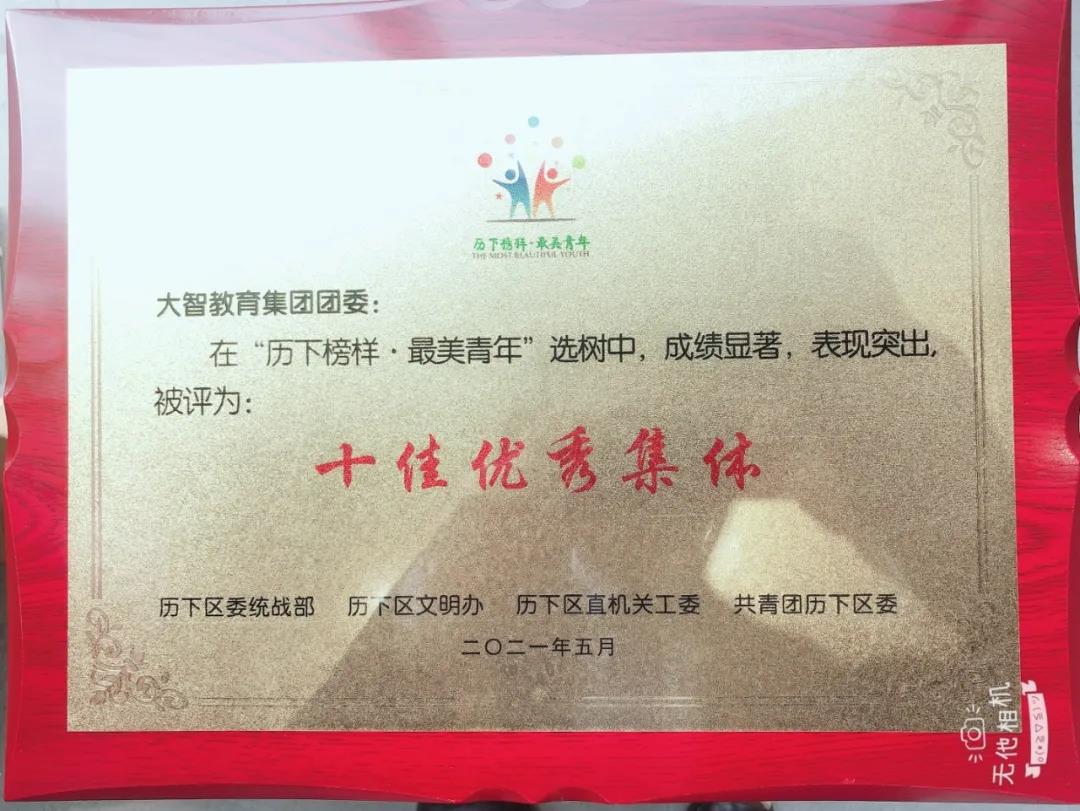 历下榜样·最美青年
THE MOST BEAUTIFUL YOUTH
大智教育集团团委：
在“历下榜样·最美青年”选树中，成绩显著，表现突出，
被评为：
十佳优秀集体
历下区委统战部 历下区文明办 历下区直机关工委 共青团历下区委
二〇二一年五月
无他相机